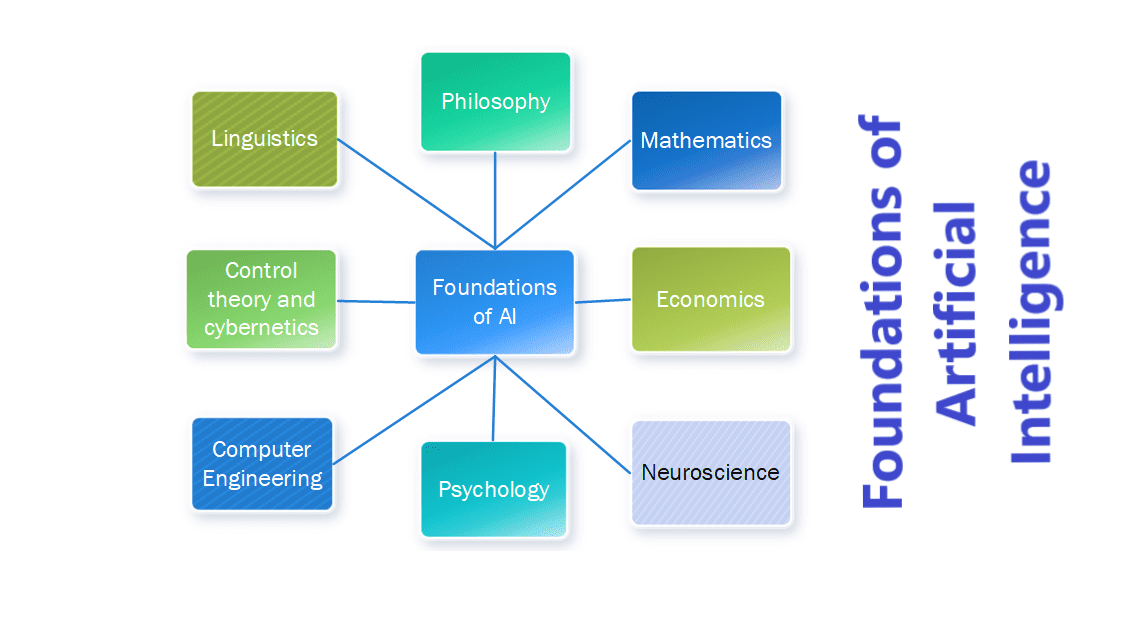 Philosophy
Linguistics
Mathematics
Control
theory and
cybernetics
Foundations
of AI
Economics
Computer
Engineering
Psychology
Neuroscience
Foundations of
Artificial
Intelligence